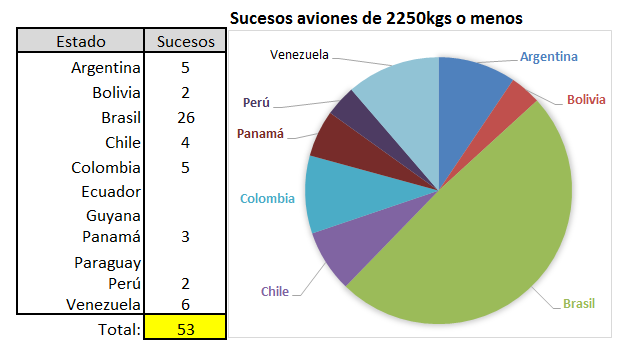 Sucesos aviones de 2250kgs o menos
Estado Sucesos
Argentina 5
Bolivia 2
Brasil 26
Chile 4
Colombia 5
Ecuador
Guyana
Panamá 3
Paraguay
Perú 2
Venezuela 6
Total: 53
Venezuela
Argentina
Bolivia
Perú
Panamá
Colombia
Chile
Brasil